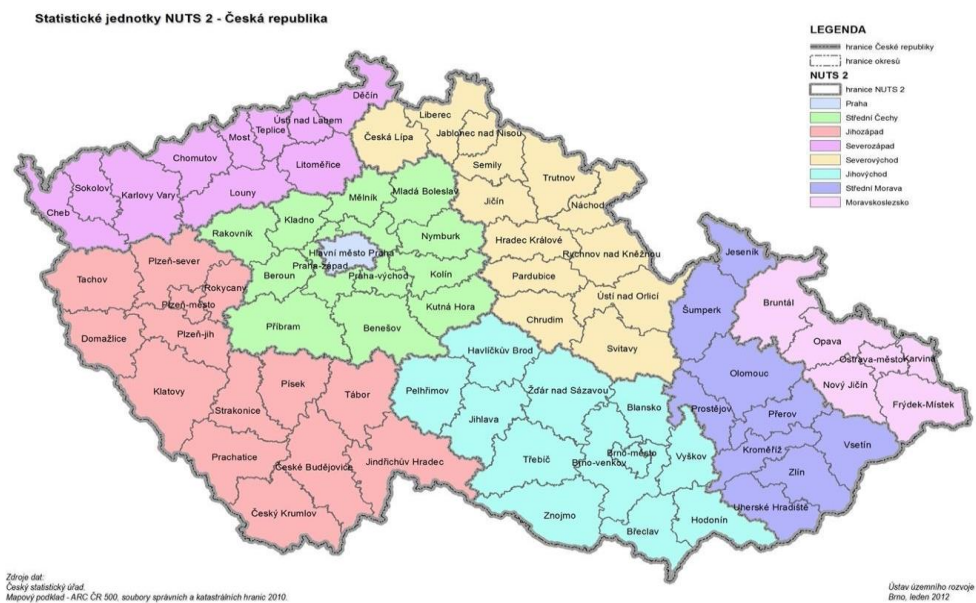 Statistické jednotky NUTS 2 - Česká republika
LEGENDA
hranice České republiky
hranice okresů
NUTS 2
hranice NUTS 2
Praha
Střední Čechy
Jihozápad
Severozápad
Severovýchod
Jihovýchod
Střední Morava
Moravskoslezsko
Děčín
Liberec
Ústí nad Labem
Teplice
Most
Česká Lípa
Jablonec nad Nisou
Chomutov
Litoměřice
Semily
Trutnov
Sokolov
Karlovy Vary
Louny
Mělník
Mladá Boleslav
Jičín
Náchod
Cheb
Kladno
Rakovník
Nymburk
Hradec Králové
Rychnov nad Kněžnou
Jeseník
Hlavní město Praha
Plzeň-sever
Praha-západ
Beroun
Praha-východ
Kolín
Pardubice
Tachov
Rokycany
Ústí nad Orlicí
Bruntál
Plzeň-město
Kutná Hora
Chrudim
Šumperk
Příbram
Benešov
Plzeň-jih
Domažlice
Svitavy
Opava
Havlíčkův Brod
Ostrava-město
Karviná
Olomouc
Nový Jičín
Klatovy
Písek
Tábor
Pelhřimov
Žďár nad Sázavou
Frýdek-Místek
Strakonice
Jihlava
Blansko
Prostějov
Přerov
Vsetín
Prachatice
České Budějovice
Jindřichův Hradec
Třebíč
Brno-město
Brno-venkov
Vyškov
Kroměříž
Zlín
Český Krumlov
Znojmo
Břeclav
Hodonín
Uherské Hradiště
Zdroje dat:
Český statistický úřad.
Mapový podklad - ARC ČR 500, soubory správních a katastrálních hranic 2010.
Ústav územního rozvoje
Brno, leden 2012